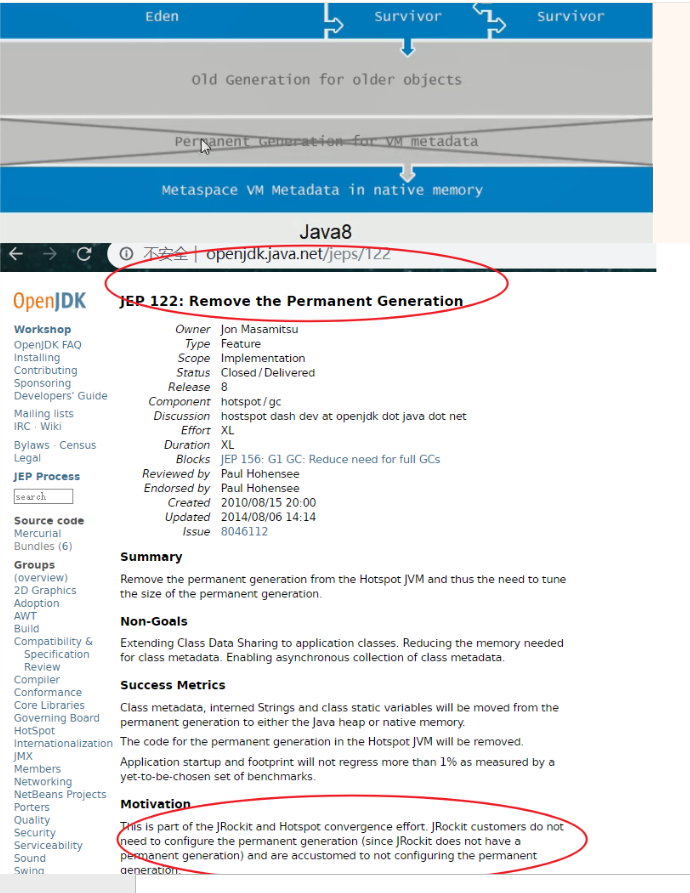 Eden Survivor Survivor
Old Generation for older objects
Permanent Generation for VM metadata
Metaspace VM Metadata in native memory
Java8
不安全 | openjdk.java.net/jeps/122
OpenJDK
Workshop
OpenJDK FAQ
Installing
Contributing
Sponsoring
Developers' Guide
Mailing lists
IRC · Wiki
Bylaws · Census
Legal
JEP Process
search
Source code
Mercurial
Bundles (6)
Groups
(overview)
2D Graphics
Adoption
AWT
Build
Compatibility &
Specification
Review
Compiler
Conformance
Core Libraries
Governing Board
HotSpot
Internationalization
JMX
Members
Networking
NetBeans Projects
Porters
Quality
Security
Serviceability
Sound
Swing
JEP 122: Remove the Permanent Generation
Owner Jon Masamitsu
Type Feature
Scope Implementation
Status Closed / Delivered
Release 8
Component hotspot / gc
Discussion hostspot dash dev at openjdk dot java dot net
Effort XL
Duration XL
Blocks JEP 156: G1 GC: Reduce need for full GCs
Reviewed by Paul Hohensee
Endorsed by Paul Hohensee
Created 2010/08/15 20:00
Updated 2014/08/06 14:14
Issue 8046112
Summary
Remove the permanent generation from the Hotspot JVM and thus the need to tune
the size of the permanent generation.
Non-Goals
Extending Class Data Sharing to application classes. Reducing the memory needed
for class metadata. Enabling asynchronous collection of class metadata.
Success Metrics
Class metadata, interned Strings and class static variables will be moved from the
permanent generation to either the Java heap or native memory.
The code for the permanent generation in the Hotspot JVM will be removed.
Application startup and footprint will not regress more than 1% as measured by a
yet-to-be-chosen set of benchmarks.
Motivation
This is part of the JRockit and Hotspot convergence effort. JRockit customers do not
need to configure the permanent generation (since JRockit does not have a
permanent generation) and are accustomed to not configuring the permanent
generation.